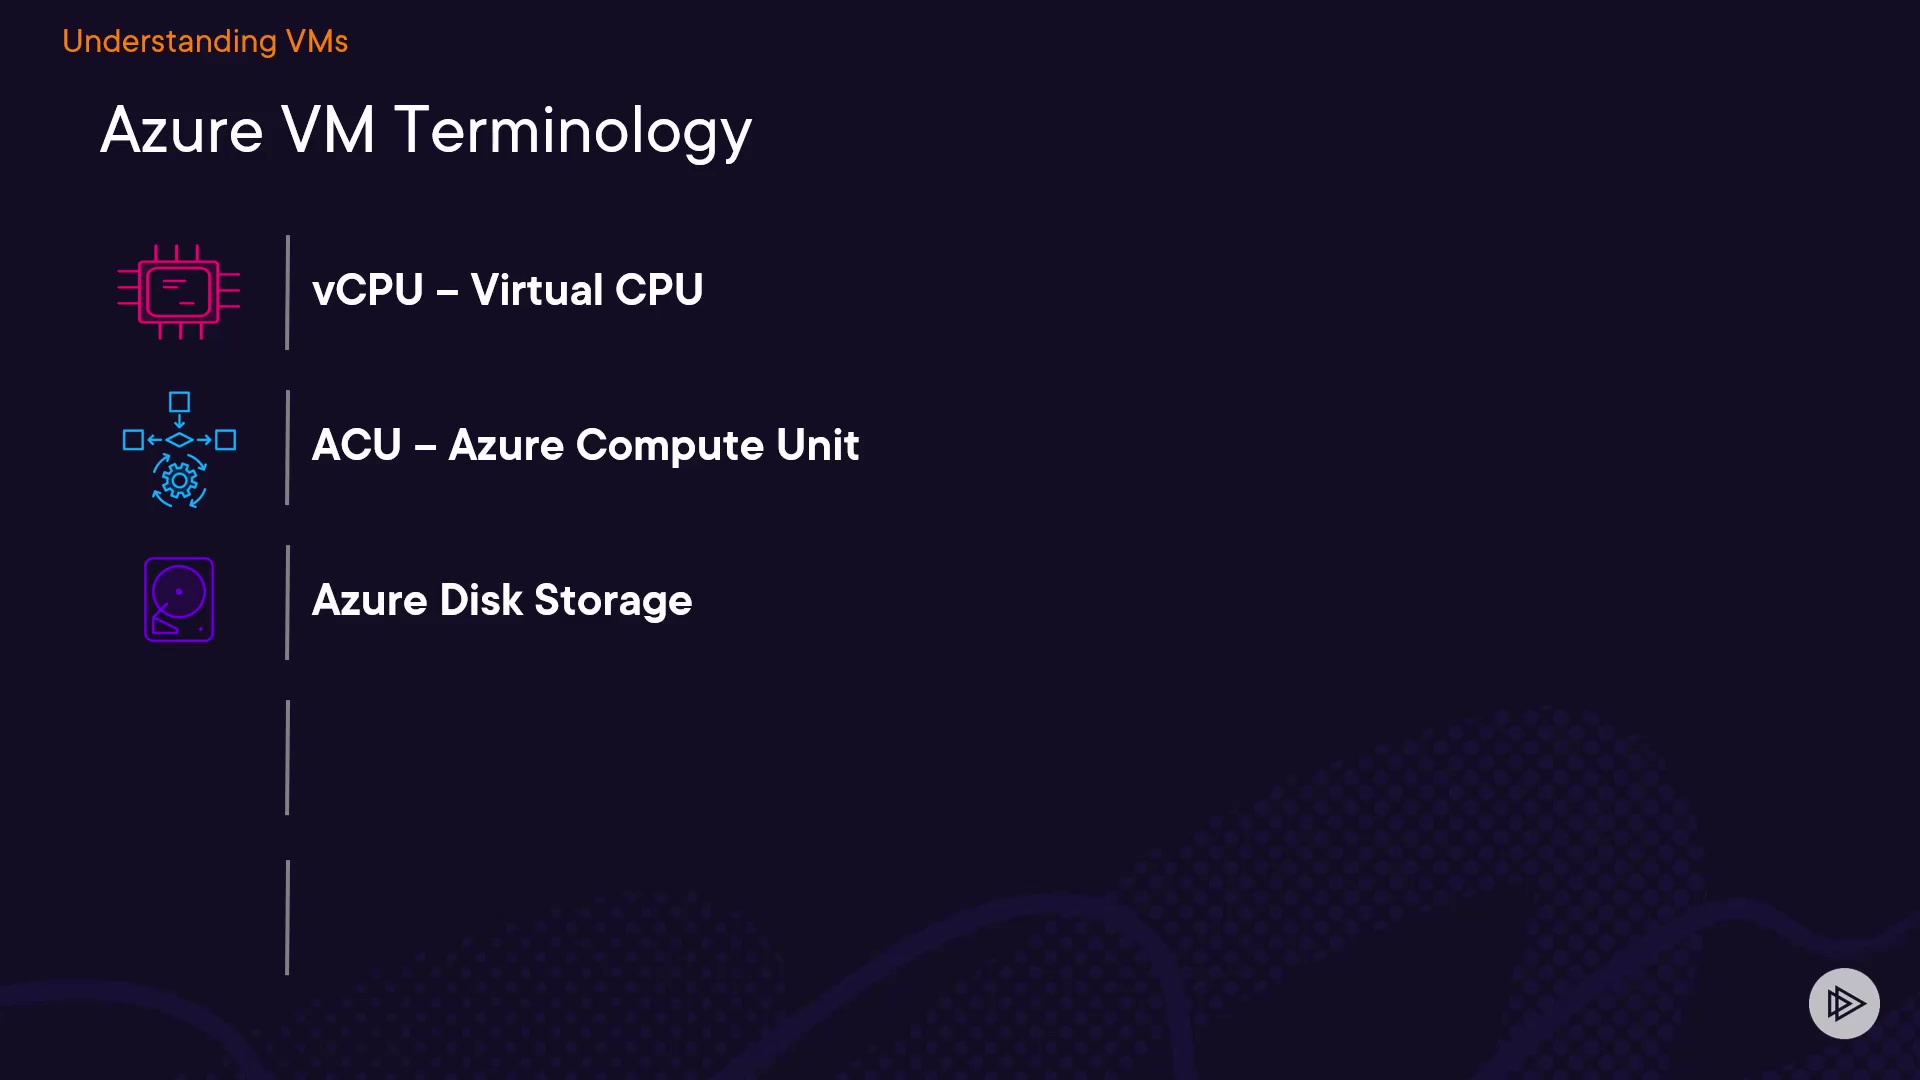 Understanding VMs
Azure VM Terminology
vCPU – Virtual CPU
ACU – Azure Compute Unit
Azure Disk Storage